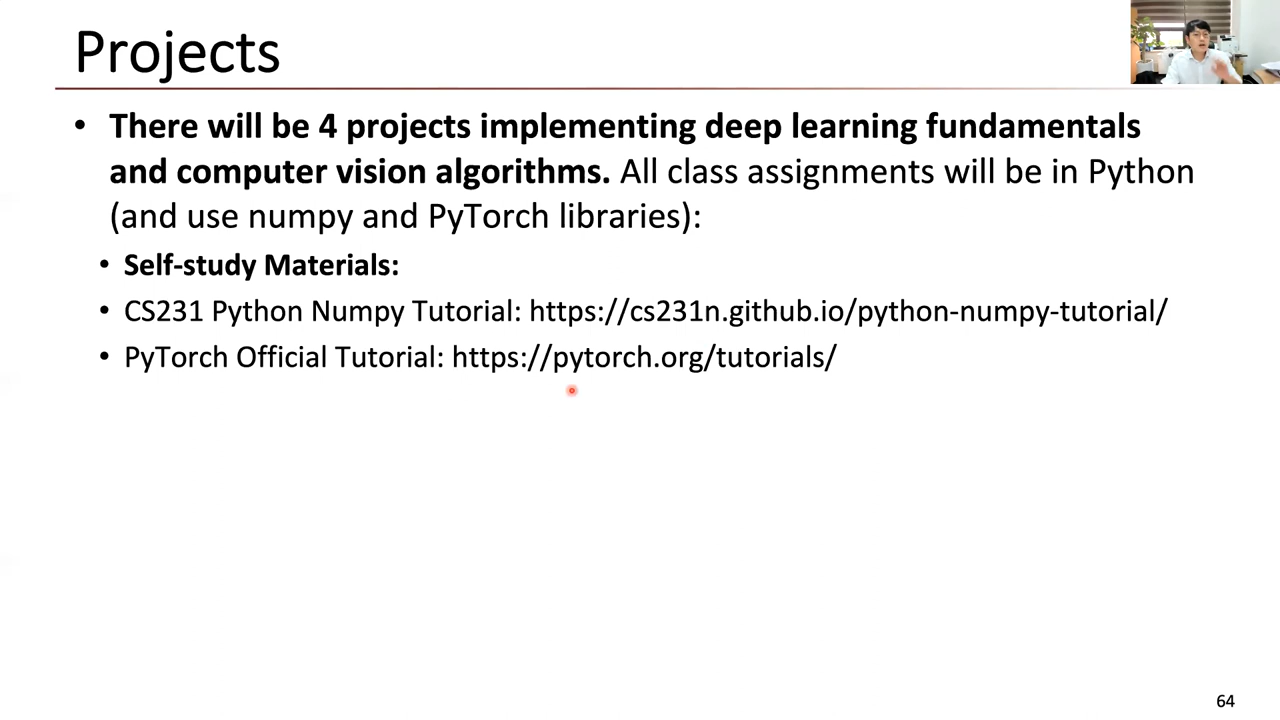 Projects
• There will be 4 projects implementing deep learning fundamentals
and computer vision algorithms. All class assignments will be in Python
(and use numpy and PyTorch libraries):
• Self-study Materials:
• CS231 Python Numpy Tutorial: https://cs231n.github.io/python-numpy-tutorial/
• PyTorch Official Tutorial: https://pytorch.org/tutorials/
64